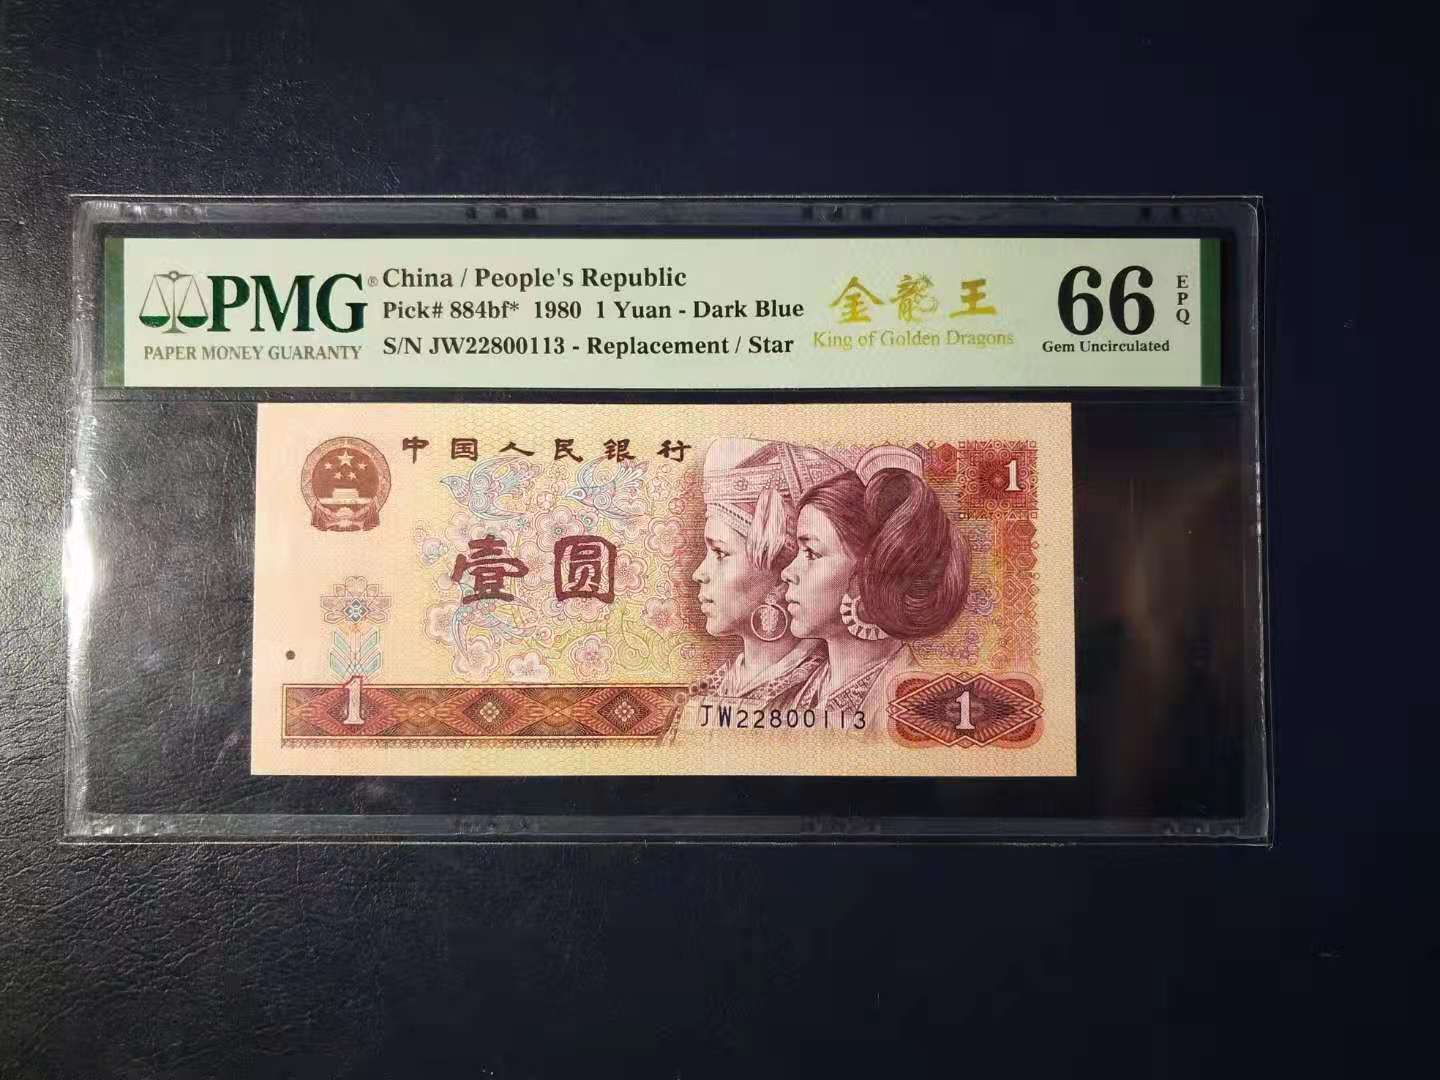 PMG®
PAPER MONEY GUARANTY
China / People's Republic
Pick# 884bf* 1980 1 Yuan - Dark Blue
S/N JW22800113 - Replacement / Star
金龍王
King of Golden Dragons
66
EPQ
Gem Uncirculated
中国人民银行
1
壹圆
1
JW22800113
1